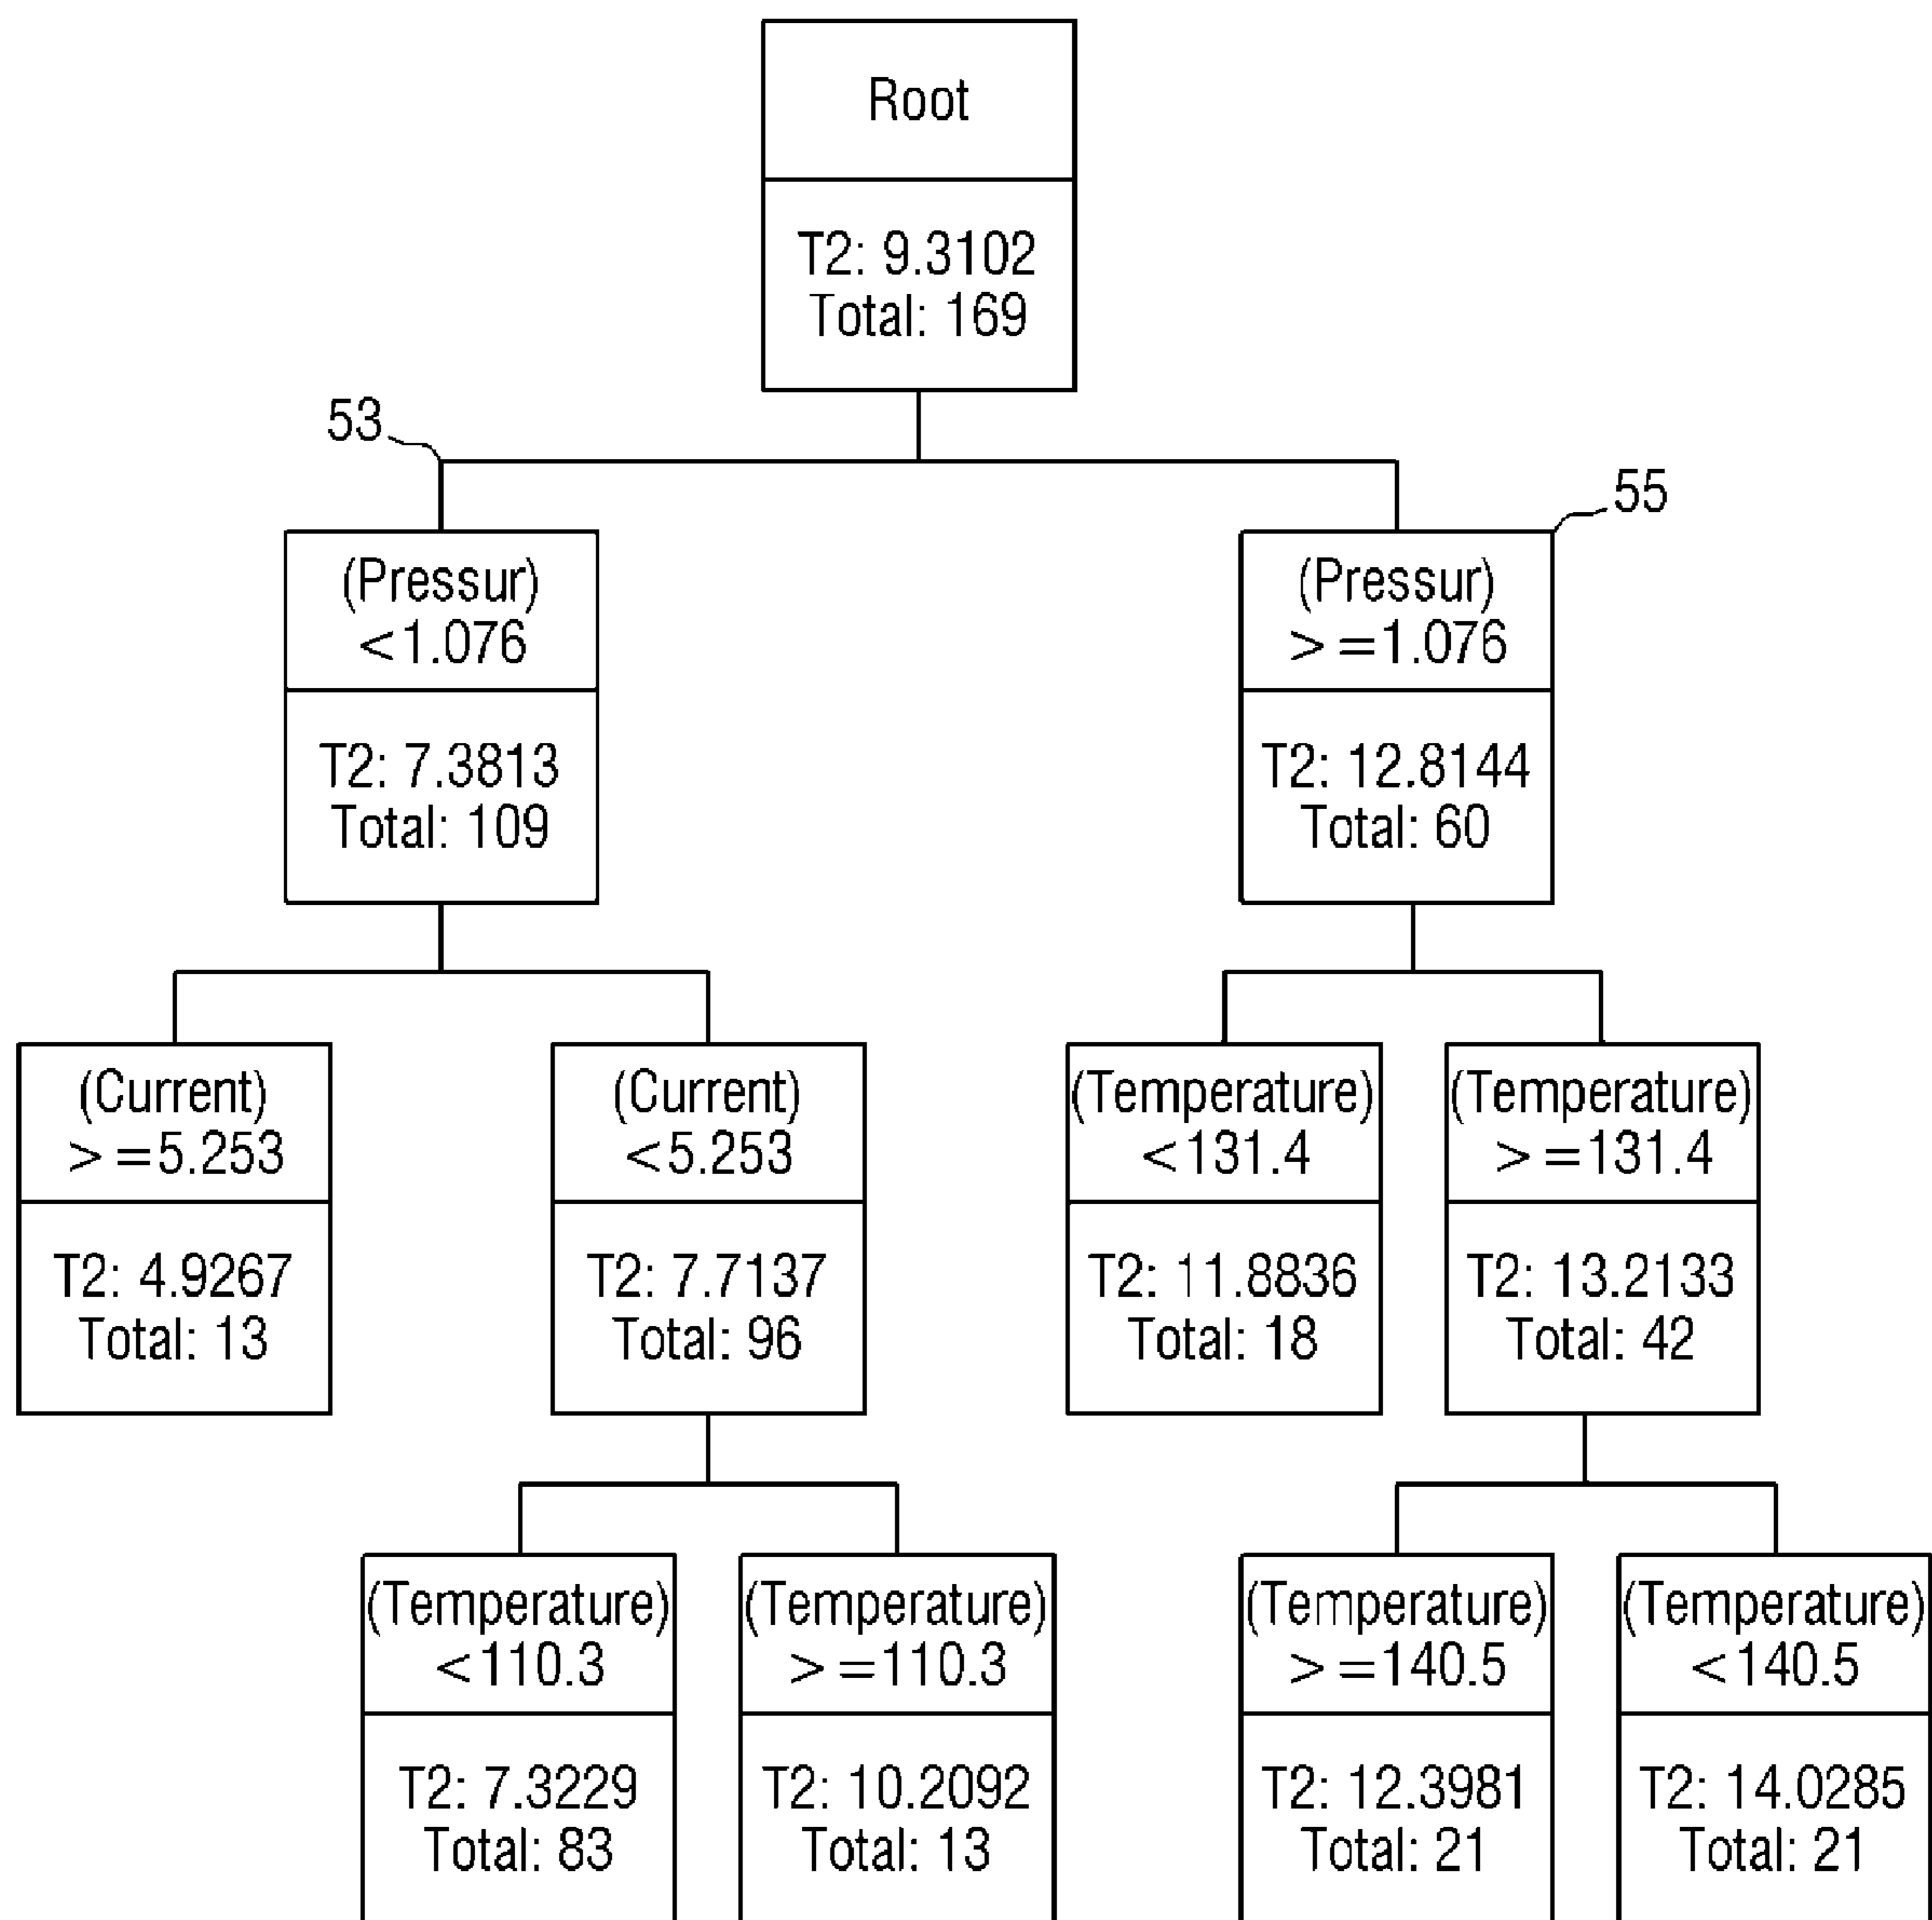 Root
T2: 9.3102
Total: 169
53
55
(Pressur)
<1.076
T2: 7.3813
Total: 109
(Pressur)
> =1.076
T2: 12.8144
Total: 60
(Current)
> =5.253
T2: 4.9267
Total: 13
(Current)
<5.253
T2: 7.7137
Total: 96
(Temperature)
<131.4
T2: 11.8836
Total: 18
(Temperature)
> =131.4
T2: 13.2133
Total: 42
(Temperature)
<110.3
T2: 7.3229
Total: 83
(Temperature)
> =110.3
T2: 10.2092
Total: 13
(Temperature)
> =140.5
T2: 12.3981
Total: 21
(Temperature)
<140.5
T2: 14.0285
Total: 21